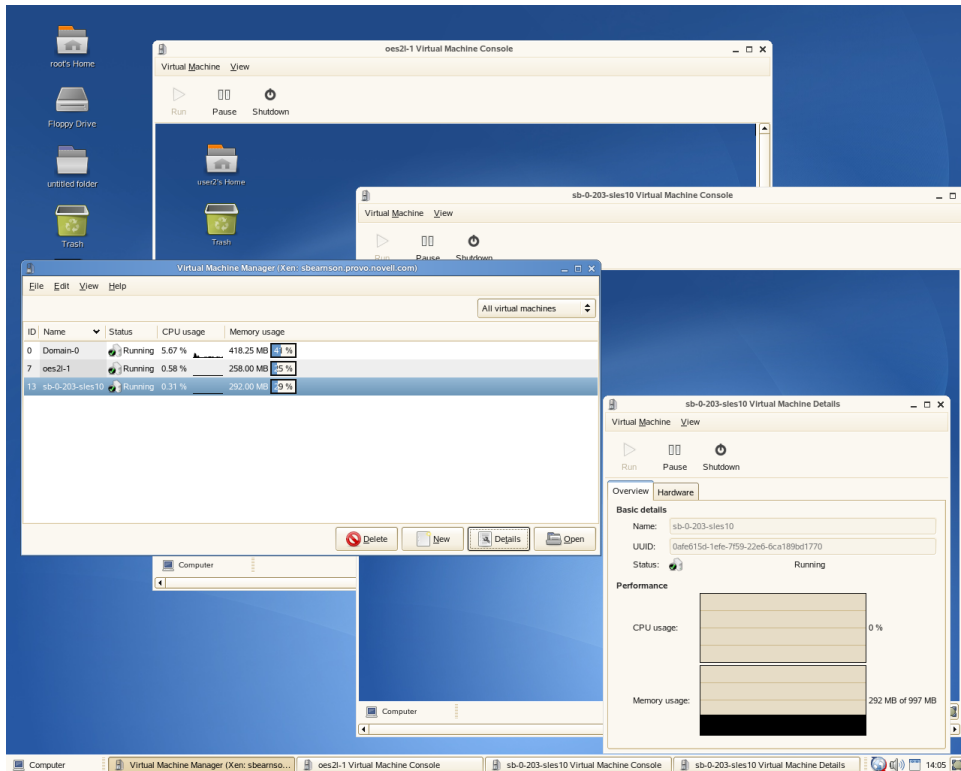 root's Home
Floppy Drive
untitled folder
Trash
oes2l-1 Virtual Machine Console
Virtual Machine View
Run Pause Shutdown
user2's Home
Trash
sb-0-203-sles10 Virtual Machine Console
Virtual Machine View
Run Pause Shutdown
Virtual Machine Manager (Xen: sbearnson.provo.novell.com)
File Edit View Help
All virtual machines
ID Name Status CPU usage Memory usage
0 Domain-0 Running 5.67 % 418.25 MB 41 %
7 oes2l-1 Running 0.58 % 258.00 MB 25 %
13 sb-0-203-sles10 Running 0.31 % 292.00 MB 29 %
Delete New Details Open
Computer
sb-0-203-sles10 Virtual Machine Details
Virtual Machine View
Run Pause Shutdown
Overview Hardware
Basic details
Name: sb-0-203-sles10
UUID: 0afe615d-1efe-7f59-22e6-6ca189bd1770
Status: Running
Performance
CPU usage: 0 %
Memory usage: 292 MB of 997 MB
Computer
Computer
Virtual Machine Manager (Xen: sbearnso...
oes2l-1 Virtual Machine Console
sb-0-203-sles10 Virtual Machine Console
sb-0-203-sles10 Virtual Machine Details
14:05